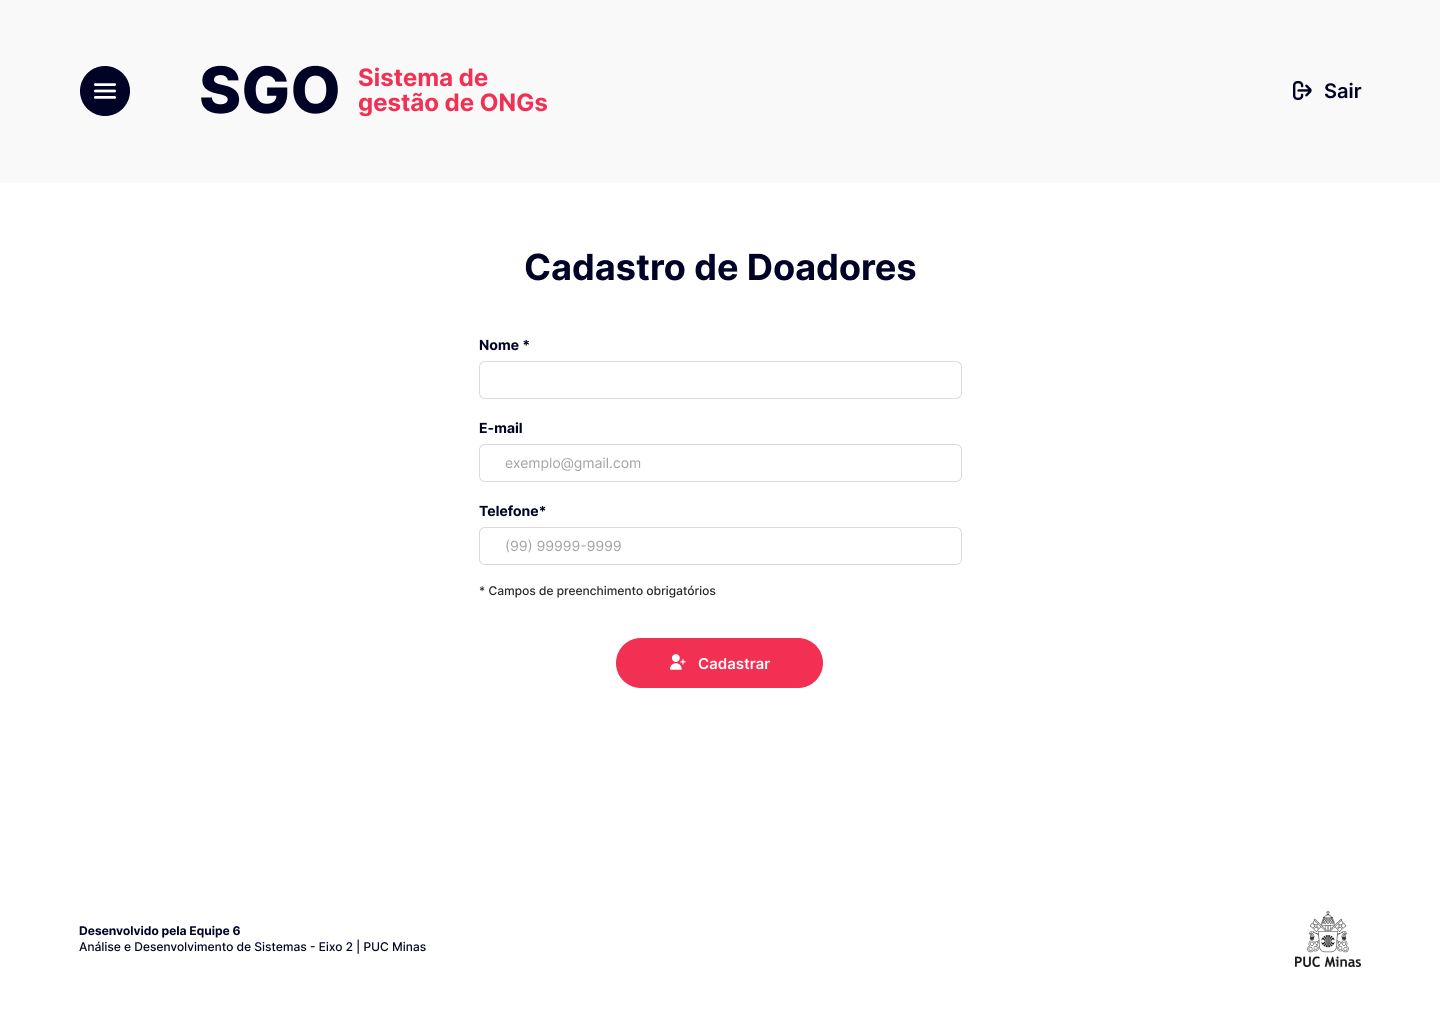 SGO
Sistema de
gestão de ONGs
Sair
Cadastro de Doadores
Nome *
E-mail
exemplo@gmail.com
Telefone*
(99) 99999-9999
* Campos de preenchimento obrigatórios
Cadastrar
Desenvolvido pela Equipe 6
Análise e Desenvolvimento de Sistemas - Eixo 2 | PUC Minas
PUC Minas